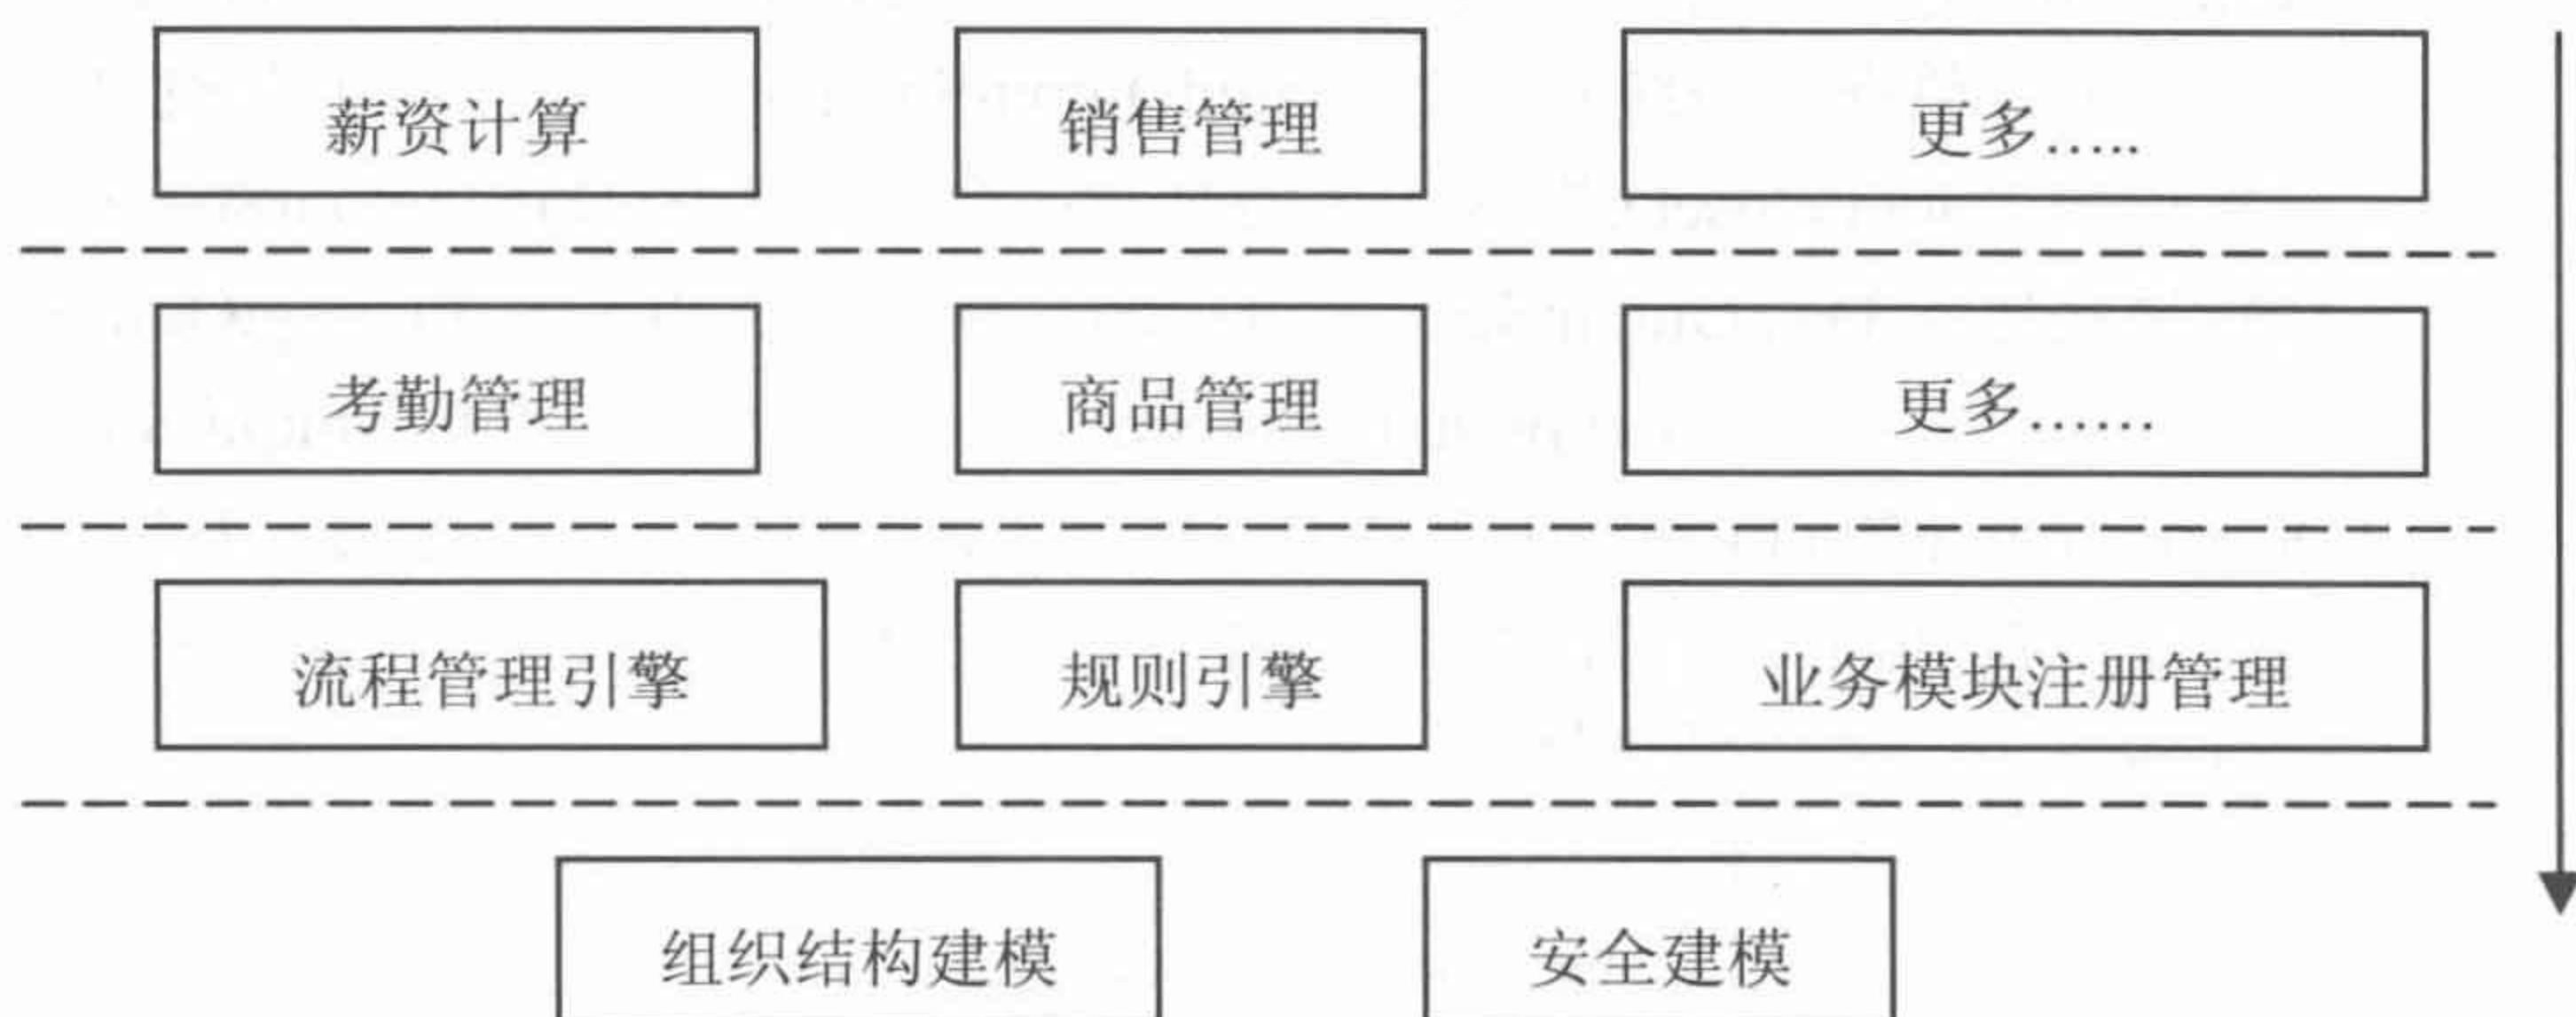 薪资计算
销售管理
更多.....
考勤管理
商品管理
更多......
流程管理引擎
规则引擎
业务模块注册管理
组织结构建模
安全建模